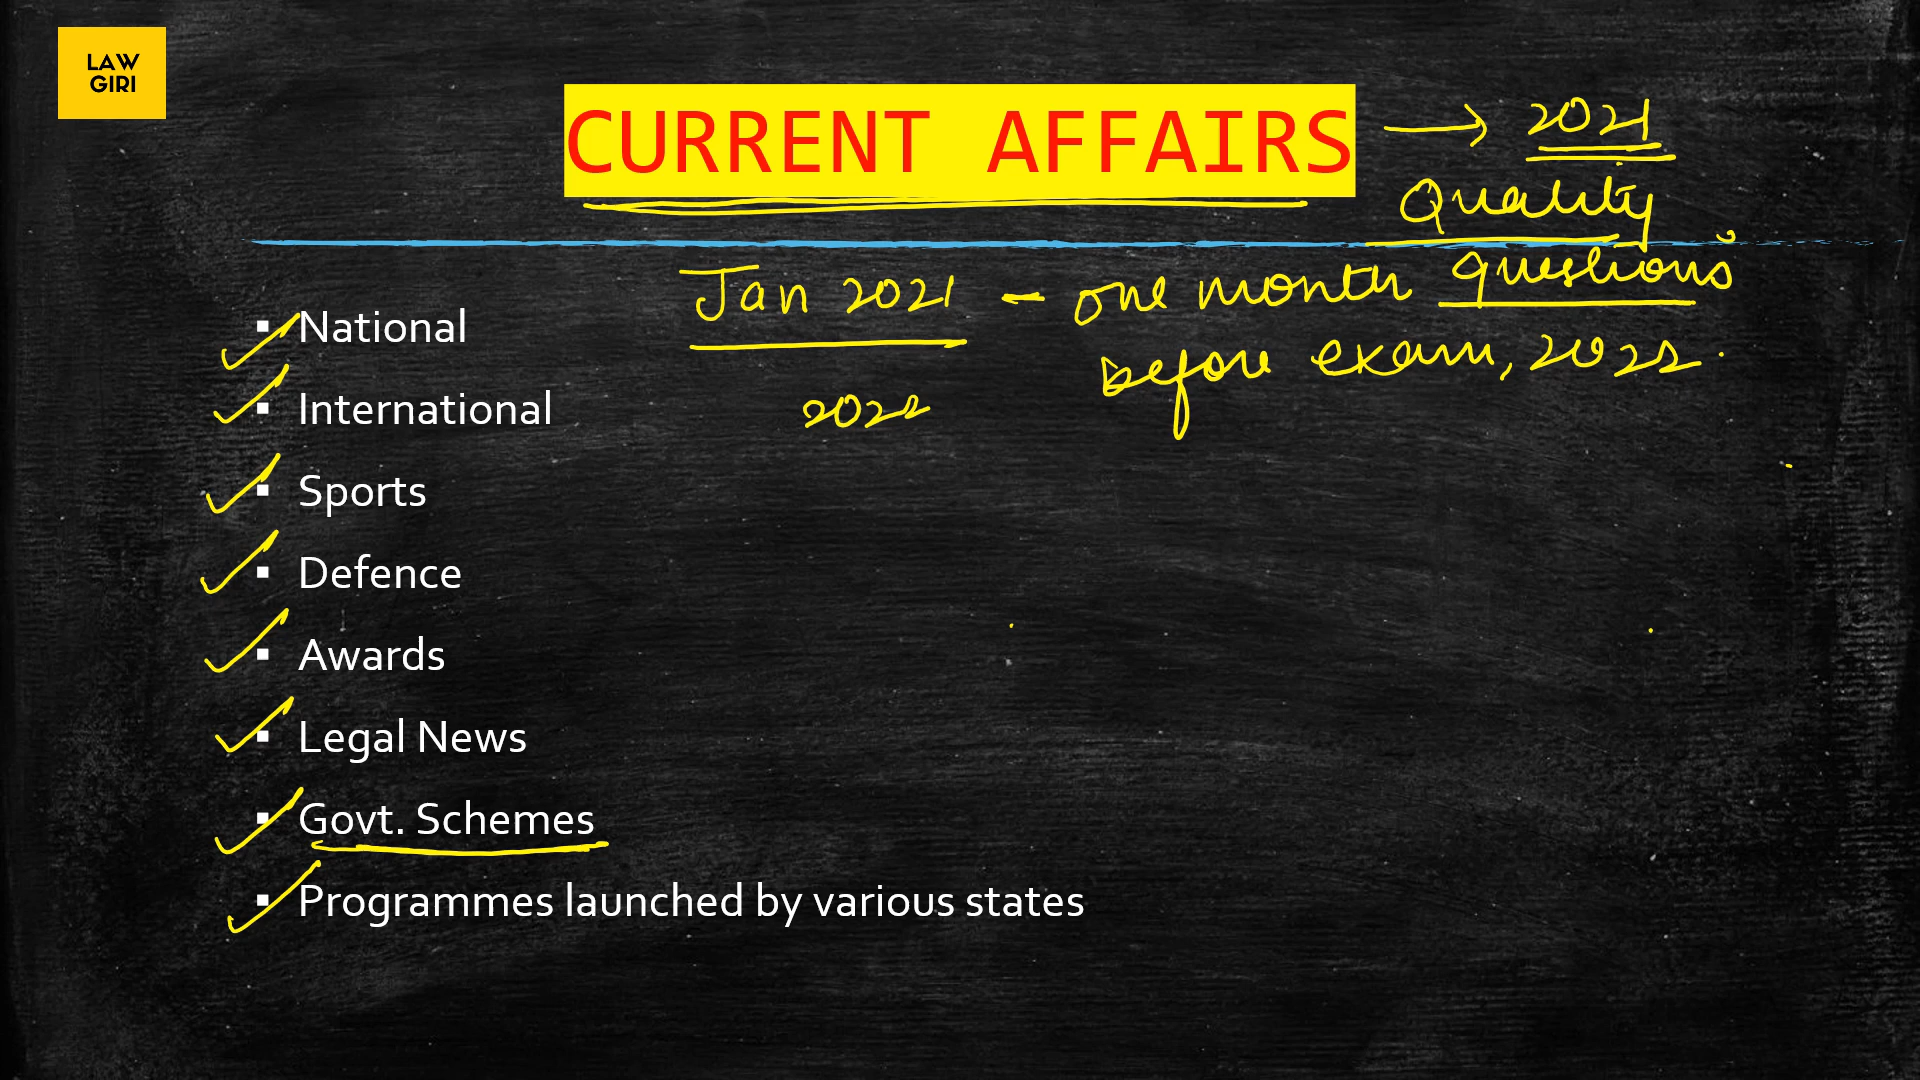 LAW
GIRI
CURRENT AFFAIRS → 2021
Quality
questions
Jan 2021 – one month
before exam, 2022.
2022
▪ National
▪ International
▪ Sports
▪ Defence
▪ Awards
▪ Legal News
▪ Govt. Schemes
▪ Programmes launched by various states